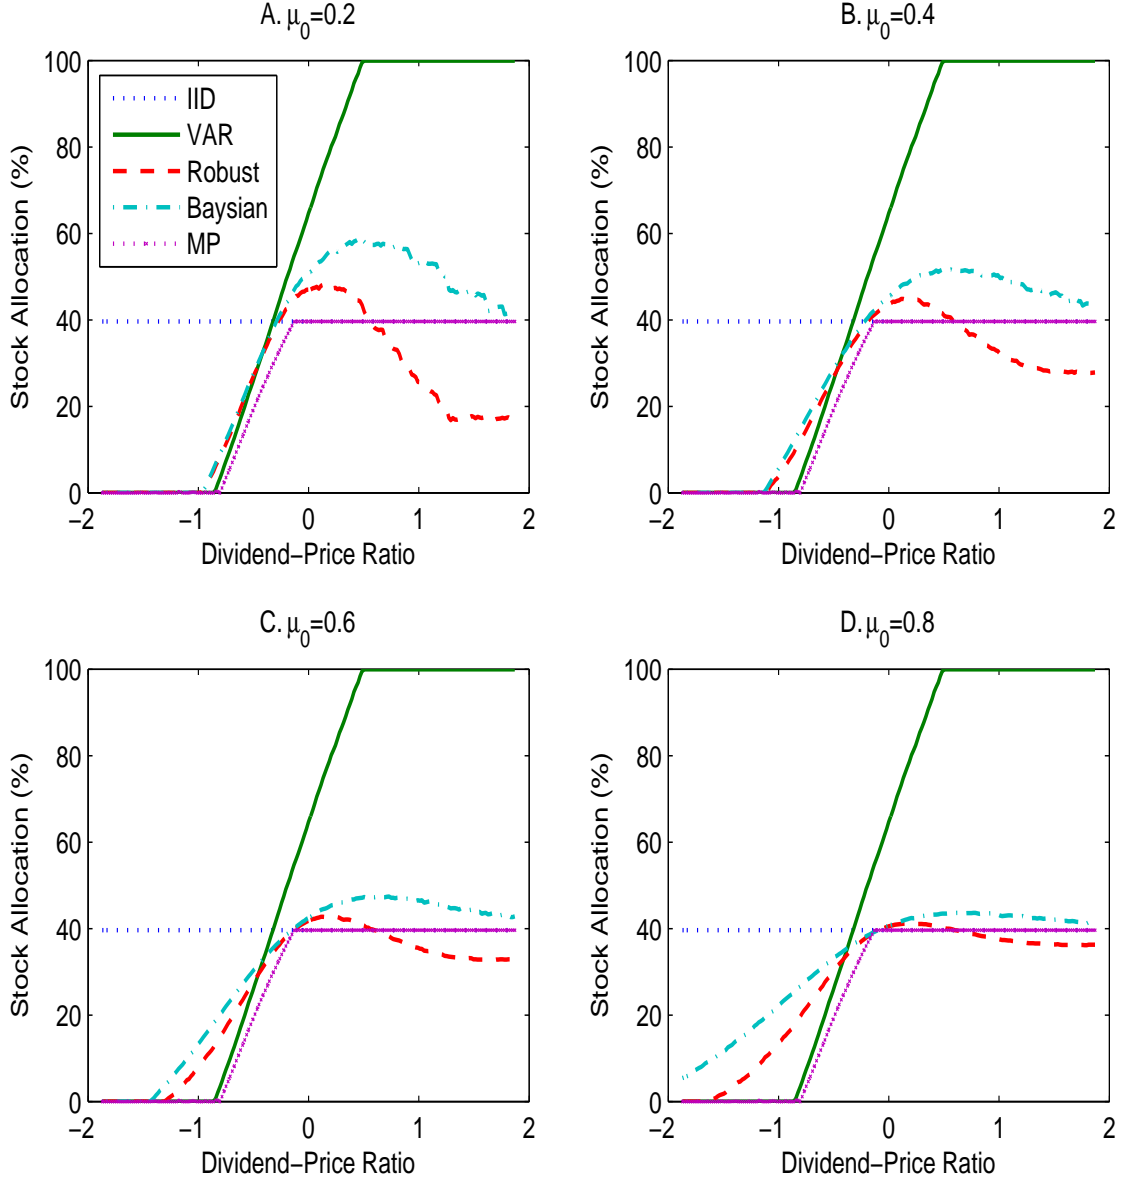 A. μ0=0.2
Stock Allocation (%)
100
80
60
40
20
0
IID
VAR
Robust
Baysian
MP
−2 −1 0 1 2
Dividend−Price Ratio
B. μ0=0.4
Stock Allocation (%)
100
80
60
40
20
0
−2 −1 0 1 2
Dividend−Price Ratio
C. μ0=0.6
Stock Allocation (%)
100
80
60
40
20
0
−2 −1 0 1 2
Dividend−Price Ratio
D. μ0=0.8
Stock Allocation (%)
100
80
60
40
20
0
−2 −1 0 1 2
Dividend−Price Ratio